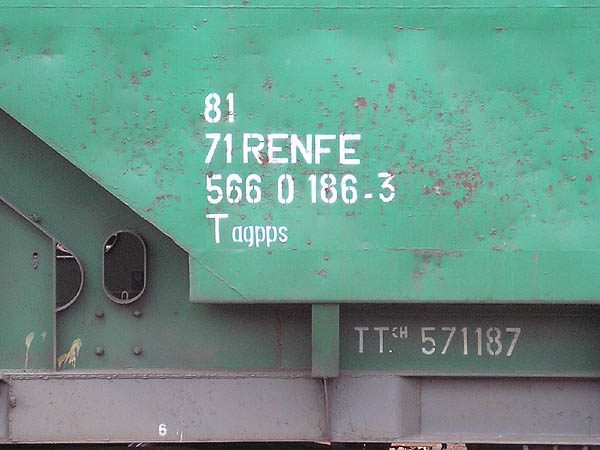 81
71 RENFE
566 0 186-3
Tagpps
TT.CH 571187
6